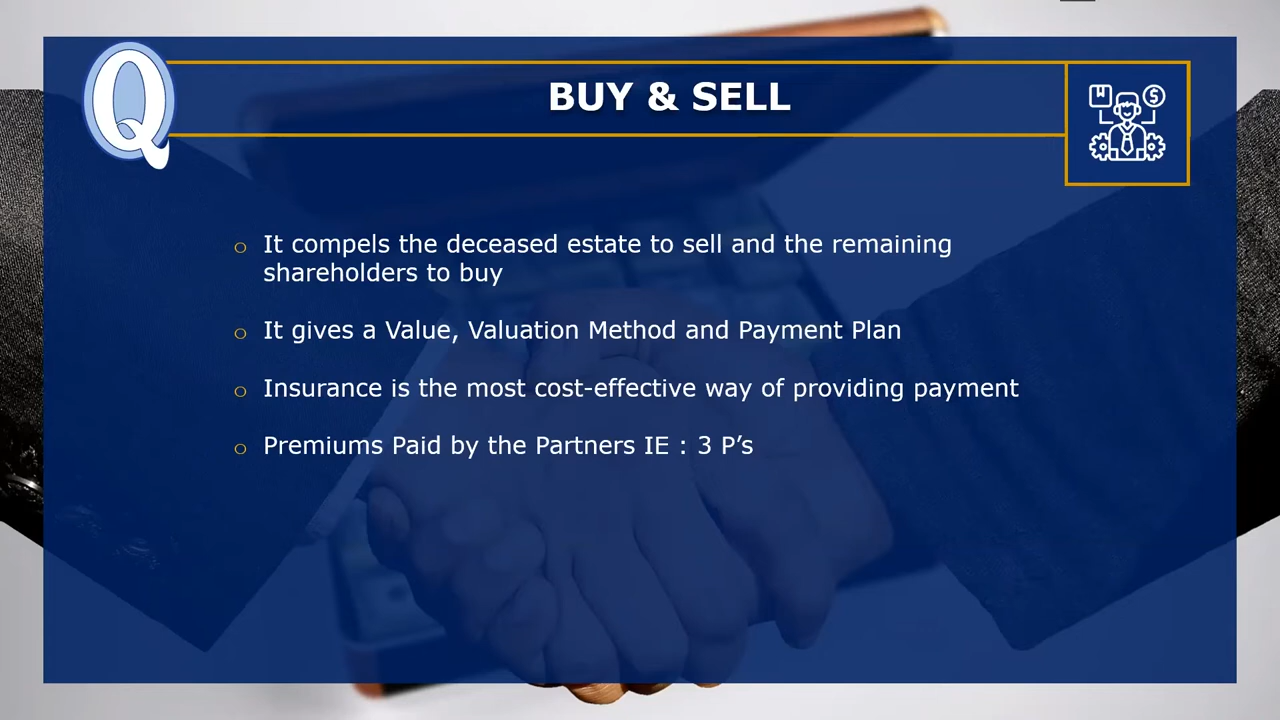 Q
BUY & SELL
$
o It compels the deceased estate to sell and the remaining
shareholders to buy
o It gives a Value, Valuation Method and Payment Plan
o Insurance is the most cost-effective way of providing payment
o Premiums Paid by the Partners IE : 3 P’s